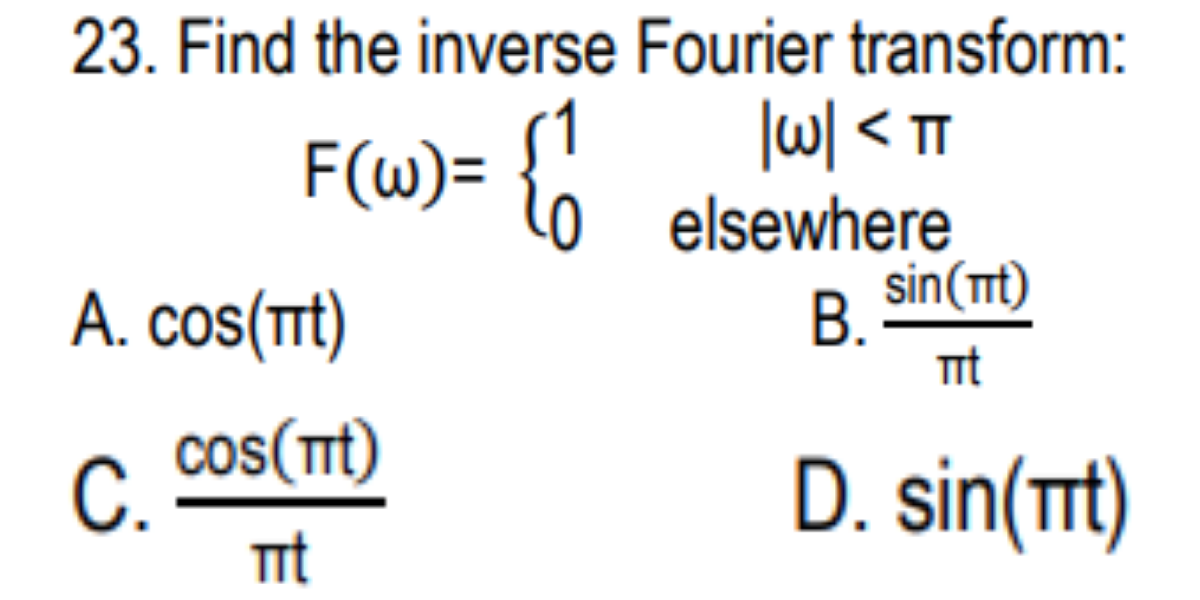 23. Find the inverse Fourier transform:
F(ω)= {1 |ω| < π
0 elsewhere
A. cos(πt) B. sin(πt)/πt
C. cos(πt)/πt D. sin(πt)